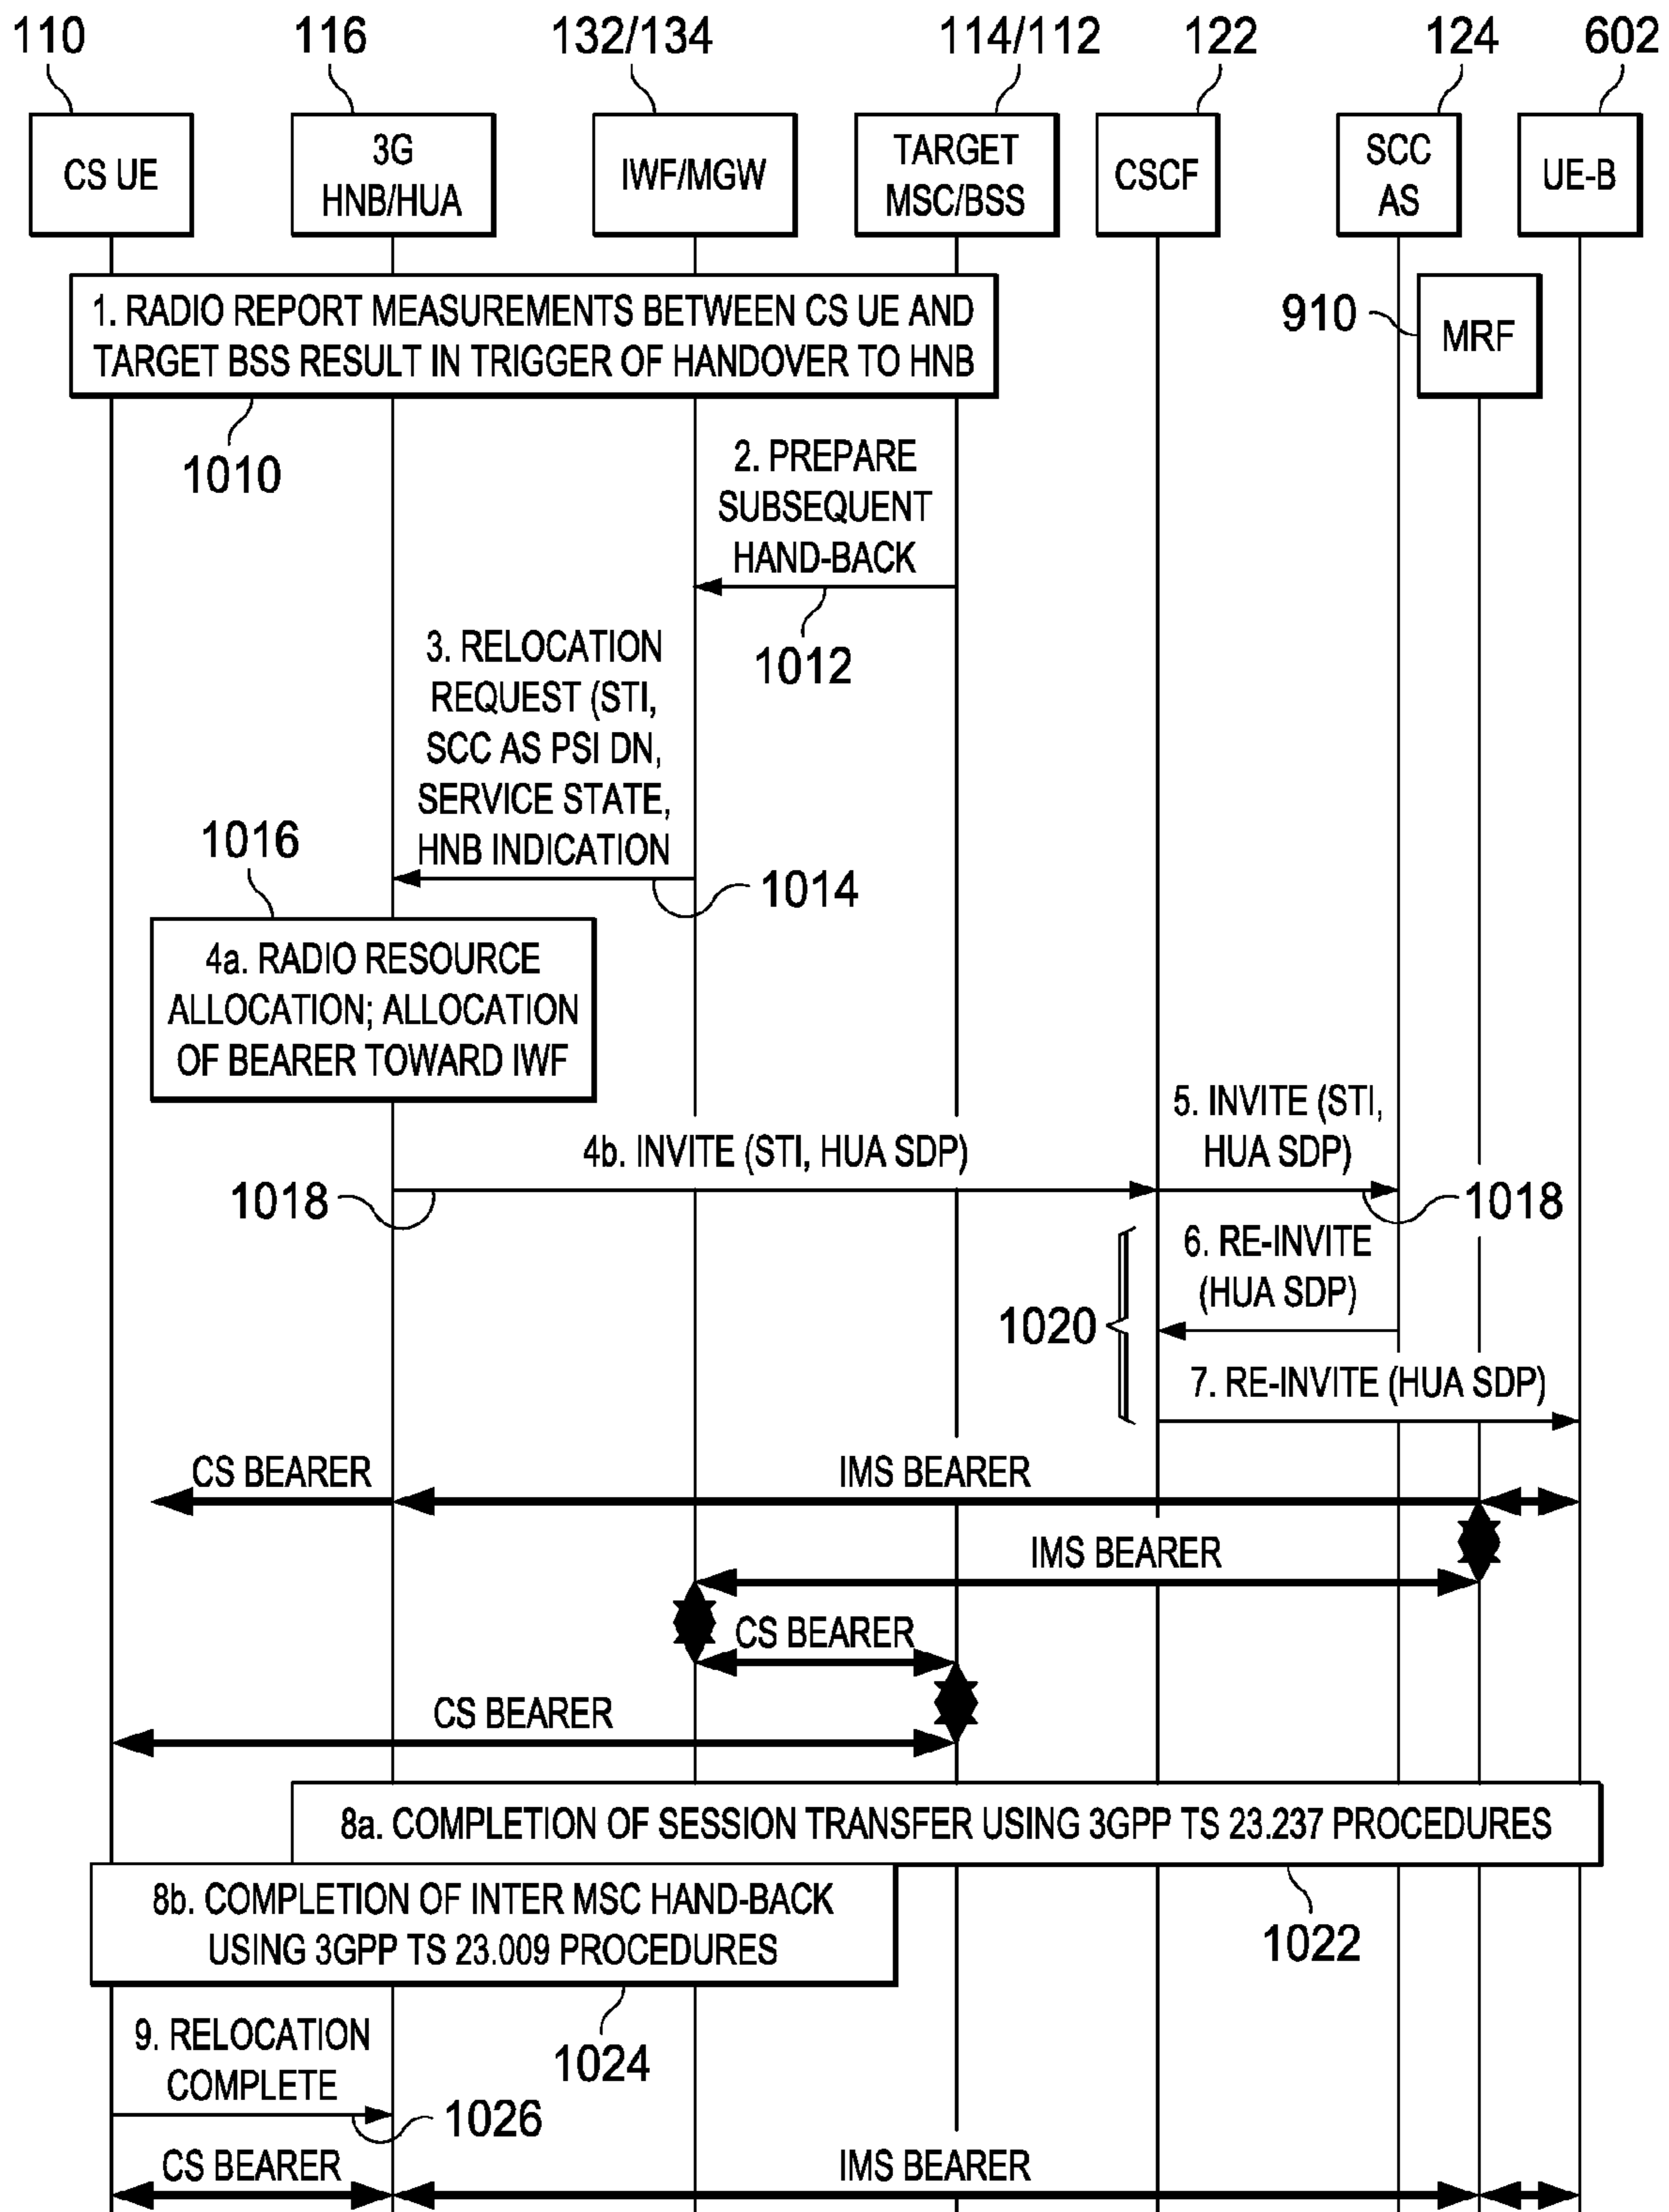 110
116
132/134
114/112
122
124
602
CS UE
3G
HNB/HUA
IWF/MGW
TARGET
MSC/BSS
CSCF
SCC
AS
UE-B
1. RADIO REPORT MEASUREMENTS BETWEEN CS UE AND
TARGET BSS RESULT IN TRIGGER OF HANDOVER TO HNB
910
MRF
1010
2. PREPARE
SUBSEQUENT
HAND-BACK
1012
3. RELOCATION
REQUEST (STI,
SCC AS PSI DN,
SERVICE STATE,
HNB INDICATION
1014
1016
4a. RADIO RESOURCE
ALLOCATION; ALLOCATION
OF BEARER TOWARD IWF
4b. INVITE (STI, HUA SDP)
5. INVITE (STI,
HUA SDP)
1018
1018
6. RE-INVITE
(HUA SDP)
1020
7. RE-INVITE (HUA SDP)
CS BEARER
IMS BEARER
IMS BEARER
CS BEARER
CS BEARER
8a. COMPLETION OF SESSION TRANSFER USING 3GPP TS 23.237 PROCEDURES
8b. COMPLETION OF INTER MSC HAND-BACK
USING 3GPP TS 23.009 PROCEDURES
1022
1024
9. RELOCATION
COMPLETE
1026
CS BEARER
IMS BEARER